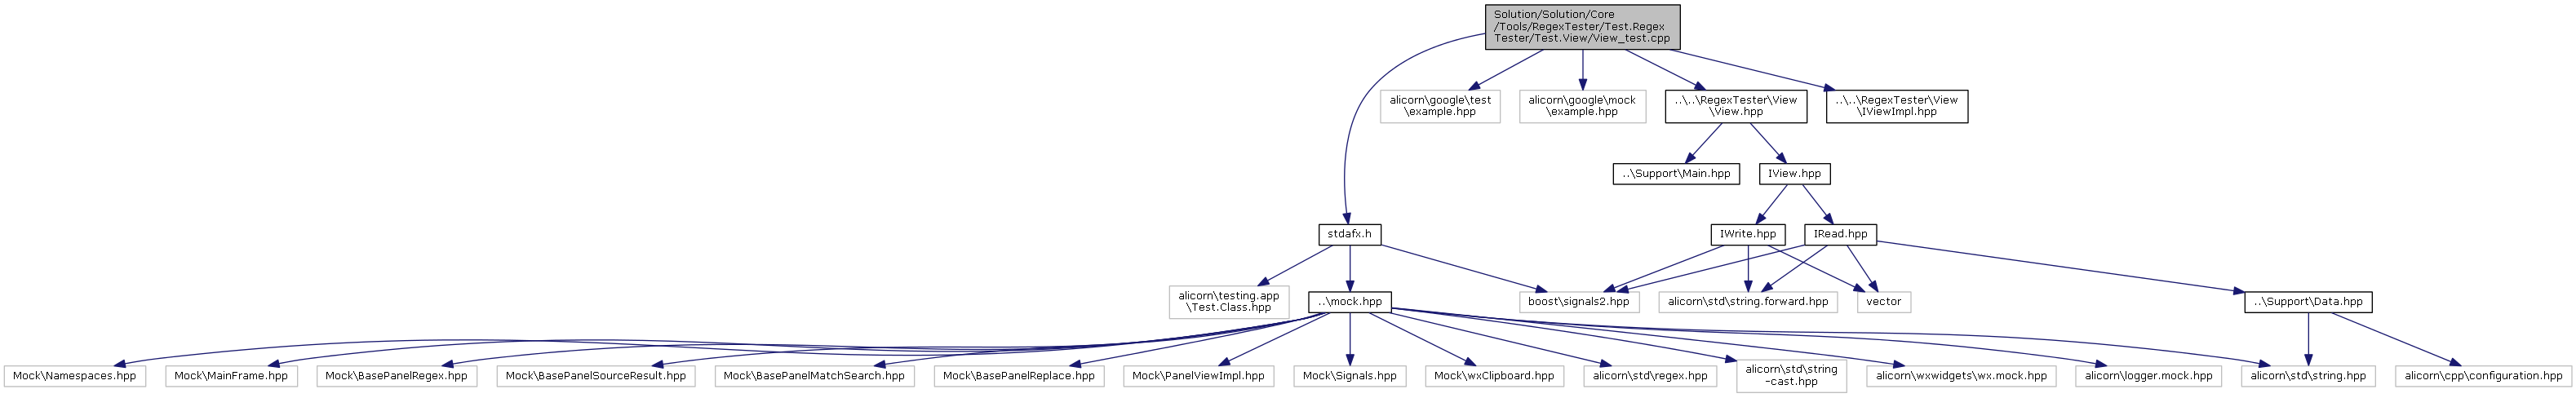 Solution/Solution/Core
/Tools/RegexTester/Test.Regex
Tester/Test.View/View_test.cpp
alicorn\google\test
\example.hpp
alicorn\google\mock
\example.hpp
..\..\RegexTester\View
\View.hpp
..\..\RegexTester\View
\IViewImpl.hpp
..\Support\Main.hpp
IView.hpp
stdafx.h
IWrite.hpp
IRead.hpp
alicorn\testing.app
\Test.Class.hpp
..\mock.hpp
boost\signals2.hpp
alicorn\std\string.forward.hpp
vector
..\Support\Data.hpp
Mock\Namespaces.hpp
Mock\MainFrame.hpp
Mock\BasePanelRegex.hpp
Mock\BasePanelSourceResult.hpp
Mock\BasePanelMatchSearch.hpp
Mock\BasePanelReplace.hpp
Mock\PanelViewImpl.hpp
Mock\Signals.hpp
Mock\wxClipboard.hpp
alicorn\std\regex.hpp
alicorn\std\string
-cast.hpp
alicorn\wxwidgets\wx.mock.hpp
alicorn\logger.mock.hpp
alicorn\std\string.hpp
alicorn\cpp\configuration.hpp